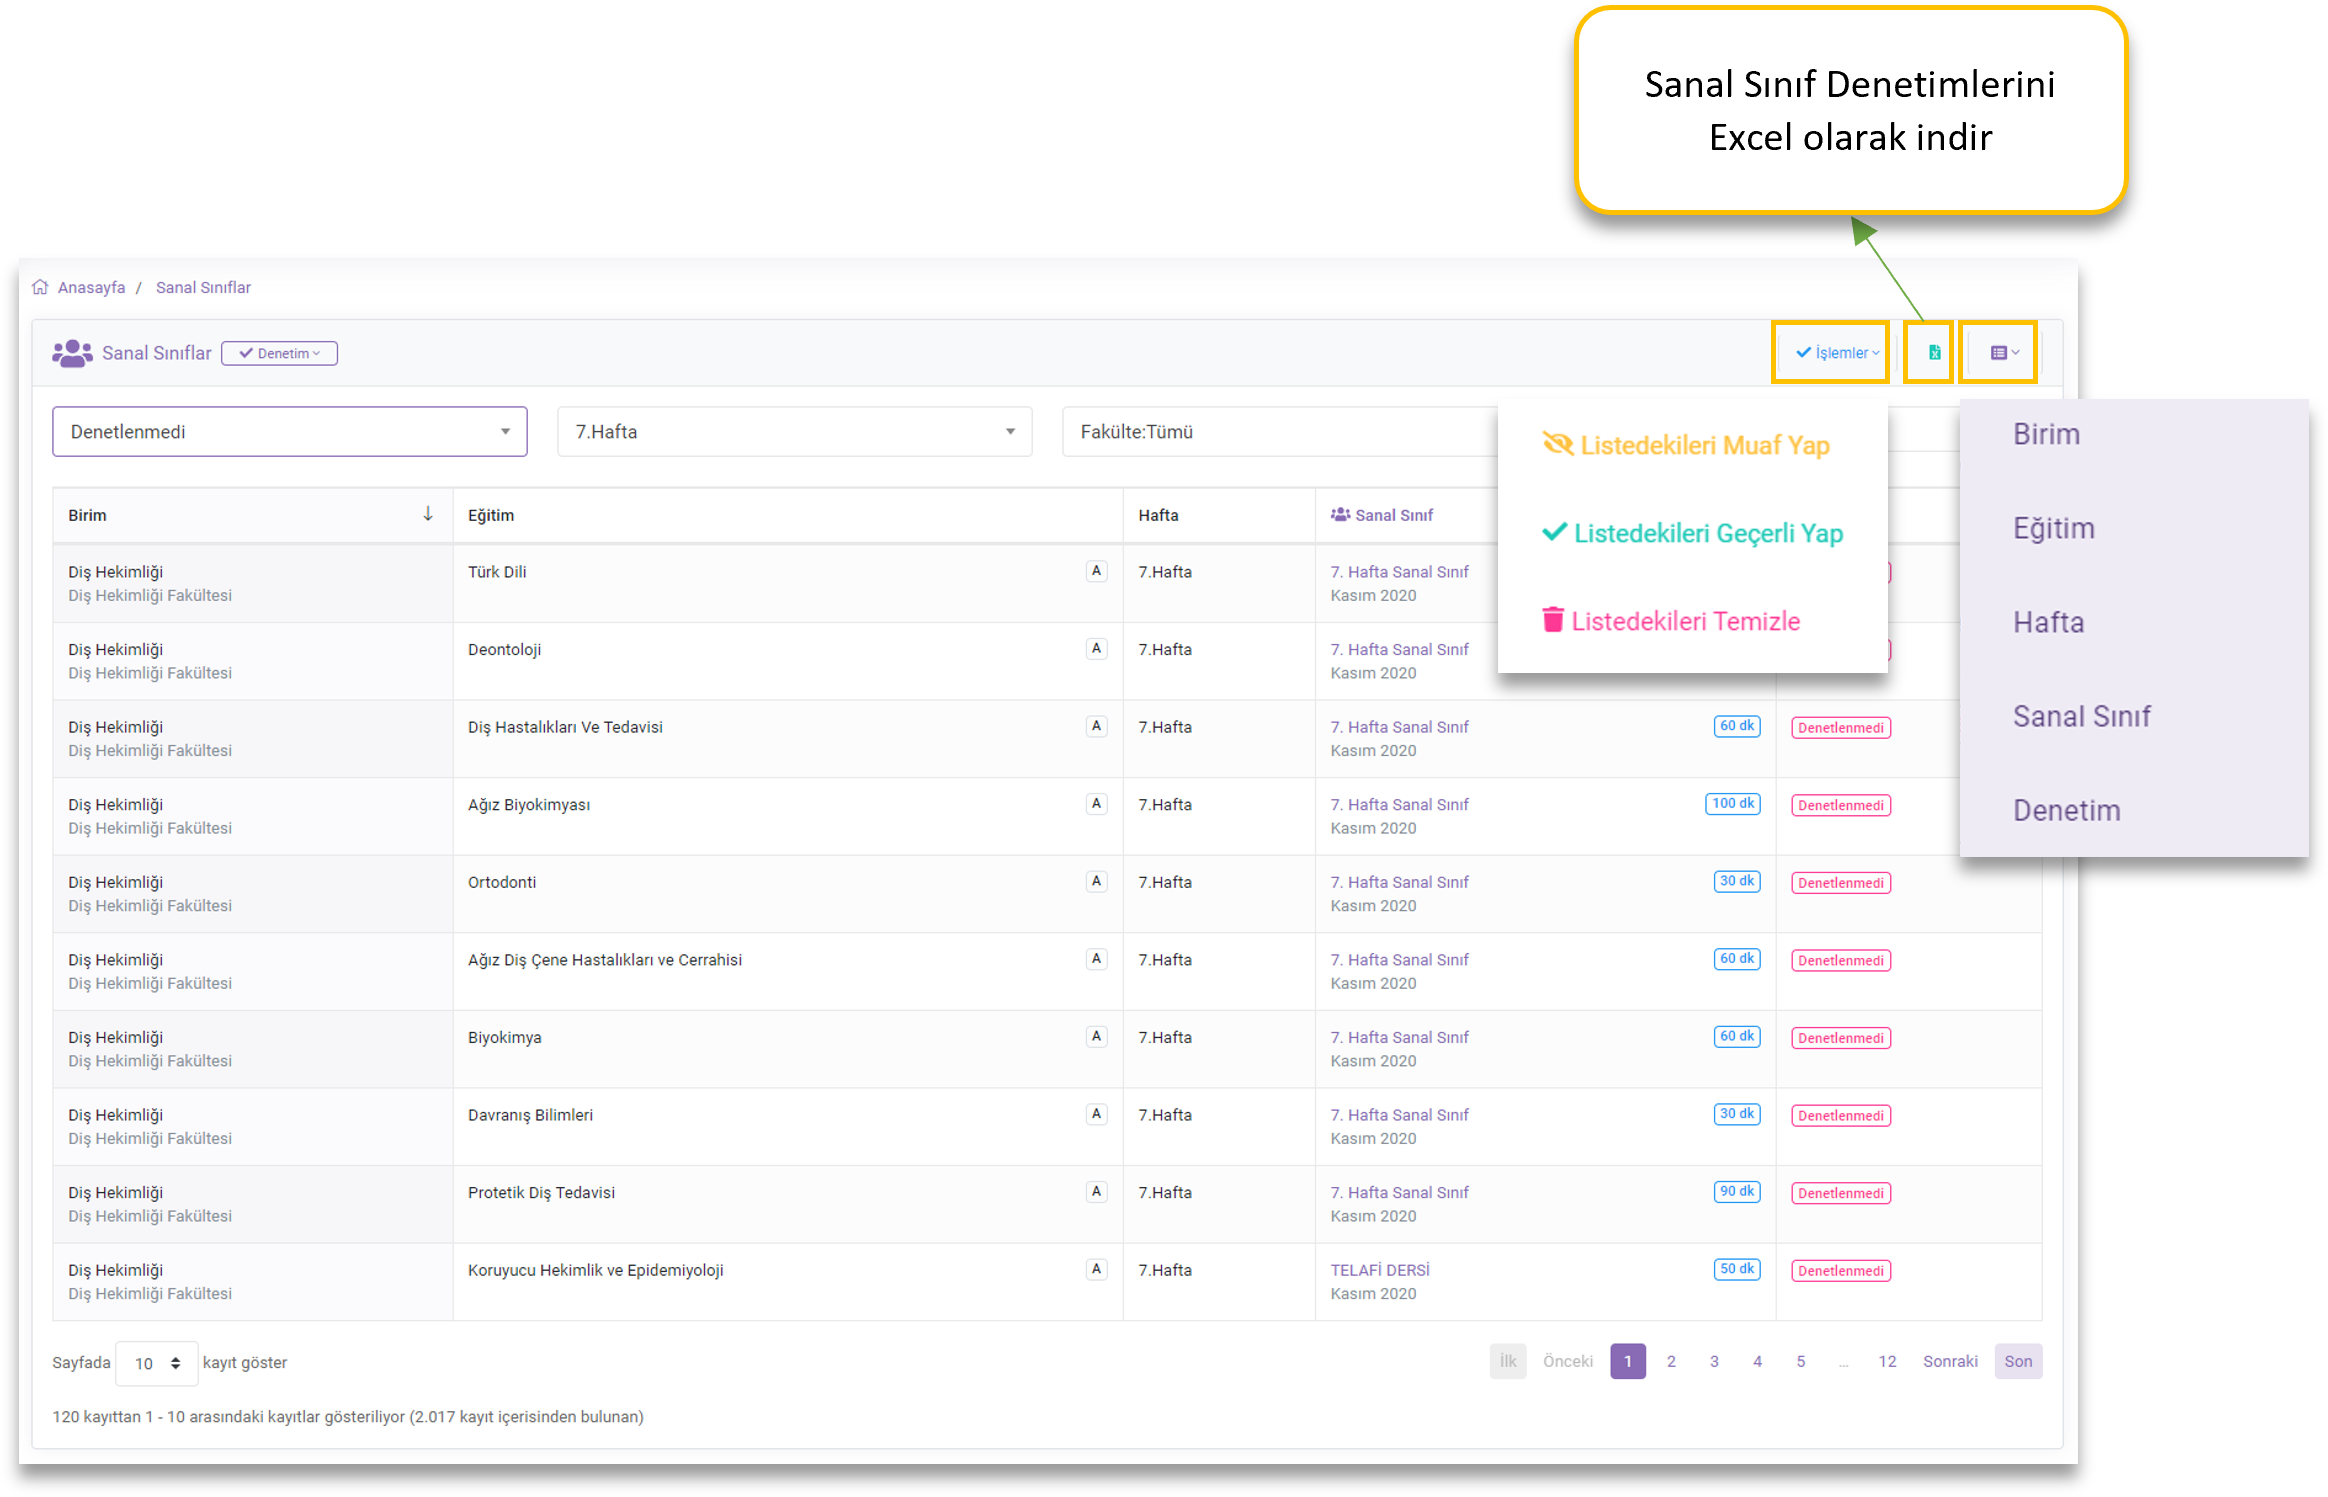 Sanal Sınıf Denetimlerini
Excel olarak indir
Anasayfa / Sanal Sınıflar
Sanal Sınıflar Denetim
İşlemler
Denetlenmedi 7.Hafta Fakülte:Tümü
Listedekileri Muaf Yap
Listedekileri Geçerli Yap
Listedekileri Temizle
Birim
Eğitim
Hafta
Sanal Sınıf
Denetim
Birim Eğitim Hafta Sanal Sınıf
Diş Hekimliği Türk Dili A 7.Hafta 7. Hafta Sanal Sınıf
Diş Hekimliği Fakültesi Kasım 2020
Diş Hekimliği Deontoloji A 7.Hafta 7. Hafta Sanal Sınıf
Diş Hekimliği Fakültesi Kasım 2020
Diş Hekimliği Diş Hastalıkları Ve Tedavisi A 7.Hafta 7. Hafta Sanal Sınıf 60 dk Denetlenmedi
Diş Hekimliği Fakültesi Kasım 2020
Diş Hekimliği Ağız Biyokimyası A 7.Hafta 7. Hafta Sanal Sınıf 100 dk Denetlenmedi
Diş Hekimliği Fakültesi Kasım 2020
Diş Hekimliği Ortodonti A 7.Hafta 7. Hafta Sanal Sınıf 30 dk Denetlenmedi
Diş Hekimliği Fakültesi Kasım 2020
Diş Hekimliği Ağız Diş Çene Hastalıkları ve Cerrahisi A 7.Hafta 7. Hafta Sanal Sınıf 60 dk Denetlenmedi
Diş Hekimliği Fakültesi Kasım 2020
Diş Hekimliği Biyokimya A 7.Hafta 7. Hafta Sanal Sınıf 60 dk Denetlenmedi
Diş Hekimliği Fakültesi Kasım 2020
Diş Hekimliği Davranış Bilimleri A 7.Hafta 7. Hafta Sanal Sınıf 30 dk Denetlenmedi
Diş Hekimliği Fakültesi Kasım 2020
Diş Hekimliği Protetik Diş Tedavisi A 7.Hafta 7. Hafta Sanal Sınıf 90 dk Denetlenmedi
Diş Hekimliği Fakültesi Kasım 2020
Diş Hekimliği Koruyucu Hekimlik ve Epidemiyoloji A 7.Hafta TELAFİ DERSİ 50 dk Denetlenmedi
Diş Hekimliği Fakültesi Kasım 2020
Sayfada 10 kayıt göster İlk Önceki 1 2 3 4 5 ... 12 Sonraki Son
120 kayıttan 1 - 10 arasındaki kayıtlar gösteriliyor (2.017 kayıt içerisinden bulunan)